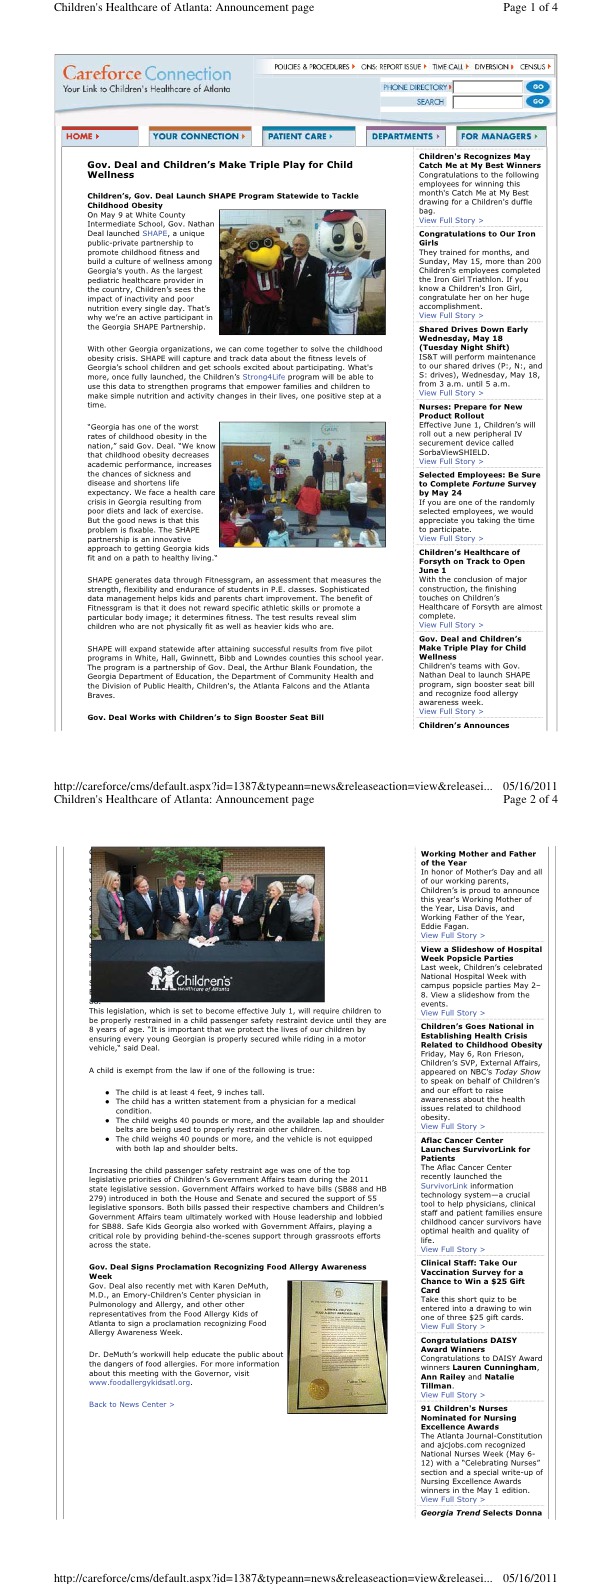 Children's Healthcare of Atlanta: Announcement page
Page 1 of 4
Careforce Connection
Your Link to Children's Healthcare of Atlanta
POLICIES & PROCEDURES
ONS: REPORT ISSUE
TIME CALL
DIVERSION
CENSUS
PHONE DIRECTORY
GO
SEARCH
GO
HOME
YOUR CONNECTION
PATIENT CARE
DEPARTMENTS
FOR MANAGERS
Gov. Deal and Children's Make Triple Play for Child
Wellness
Children's, Gov. Deal Launch SHAPE Program Statewide to Tackle
Childhood Obesity
On May 9 at White County
Intermediate School, Gov. Nathan
Deal launched SHAPE, a unique
public-private partnership to
promote childhood fitness and
build a culture of wellness among
Georgia's youth. As the largest
pediatric healthcare provider in
the country, Children's sees the
impact of inactivity and poor
nutrition every single day. That's
why we're an active participant in
the Georgia SHAPE Partnership.
With other Georgia organizations, we can come together to solve the childhood
obesity crisis. SHAPE will capture and track data about the fitness levels of
Georgia's school children and get schools excited about participating. What's
more, once fully launched, the Children's Strong4Life program will be able to
use this data to strengthen programs that empower families and children to
make simple nutrition and activity changes in their lives, one positive step at a
time.
"Georgia has one of the worst
rates of childhood obesity in the
nation," said Gov. Deal. "We know
that childhood obesity decreases
academic performance, increases
the chances of sickness and
disease and shortens life
expectancy. We face a health care
crisis in Georgia resulting from
poor diets and lack of exercise.
But the good news is that this
problem is fixable. The SHAPE
partnership is an innovative
approach to getting Georgia kids
fit and on a path to healthy living."
SHAPE generates data through Fitnessgram, an assessment that measures the
strength, flexibility and endurance of students in P.E. classes. Sophisticated
data management helps kids and parents chart improvement. The benefit of
Fitnessgram is that it does not reward specific athletic skills or promote a
particular body image; it determines fitness. The test results reveal slim
children who are not physically fit as well as heavier kids who are.
SHAPE will expand statewide after attaining successful results from five pilot
programs in White, Hall, Gwinnett, Bibb and Lowndes counties this school year.
The program is a partnership of Gov. Deal, the Arthur Blank Foundation, the
Georgia Department of Education, the Department of Community Health and
the Division of Public Health, Children's, the Atlanta Falcons and the Atlanta
Braves.
Gov. Deal Works with Children's to Sign Booster Seat Bill
Children's Recognizes May
Catch Me at My Best Winners
Congratulations to the following
employees for winning this
month's Catch Me at My Best
drawing for a Children's duffle
bag.
View Full Story >
Congratulations to Our Iron
Girls
They trained for months, and
Sunday, May 15, more than 200
Children's employees completed
the Iron Girl Triathlon. If you
know a Children's Iron Girl,
congratulate her on her huge
accomplishment.
View Full Story >
Shared Drives Down Early
Wednesday, May 18
(Tuesday Night Shift)
IS&T will perform maintenance
to our shared drives (P:, N:, and
S: drives), Wednesday, May 18,
from 3 a.m. until 5 a.m.
View Full Story >
Nurses: Prepare for New
Product Rollout
Effective June 1, Children's will
roll out a new peripheral IV
securement device called
SorbaViewSHIELD.
View Full Story >
Selected Employees: Be Sure
to Complete Fortune Survey
by May 24
If you are one of the randomly
selected employees, we would
appreciate you taking the time
to participate.
View Full Story >
Children's Healthcare of
Forsyth on Track to Open
June 1
With the conclusion of major
construction, the finishing
touches on Children's
Healthcare of Forsyth are almost
complete.
View Full Story >
Gov. Deal and Children's
Make Triple Play for Child
Wellness
Children's teams with Gov.
Nathan Deal to launch SHAPE
program, sign booster seat bill
and recognize food allergy
awareness week.
View Full Story >
Children's Announces
http://careforce/cms/default.aspx?id=1387&typeann=news&releaseaction=view&releasei... 05/16/2011
Children's Healthcare of Atlanta: Announcement page
Page 2 of 4
Children's
Healthcare of Atlanta
This legislation, which is set to become effective July 1, will require children to
be properly restrained in a child passenger safety restraint device until they are
8 years of age. "It is important that we protect the lives of our children by
ensuring every young Georgian is properly secured while riding in a motor
vehicle," said Deal.
A child is exempt from the law if one of the following is true:
• The child is at least 4 feet, 9 inches tall.
• The child has a written statement from a physician for a medical
condition.
• The child weighs 40 pounds or more, and the available lap and shoulder
belts are being used to properly restrain other children.
• The child weighs 40 pounds or more, and the vehicle is not equipped
with both lap and shoulder belts.
Increasing the child passenger safety restraint age was one of the top
legislative priorities of Children's Government Affairs team during the 2011
state legislative session. Government Affairs worked to have bills (SB88 and HB
279) introduced in both the House and Senate and secured the support of 55
legislative sponsors. Both bills passed their respective chambers and Children's
Government Affairs team ultimately worked with House leadership and lobbied
for SB88. Safe Kids Georgia also worked with Government Affairs, playing a
critical role by providing behind-the-scenes support through grassroots efforts
across the state.
Gov. Deal Signs Proclamation Recognizing Food Allergy Awareness
Week
Gov. Deal also recently met with Karen DeMuth,
M.D., an Emory-Children's Center physician in
Pulmonology and Allergy, and other other
representatives from the Food Allergy Kids of
Atlanta to sign a proclamation recognizing Food
Allergy Awareness Week.
Dr. DeMuth's workwill help educate the public about
the dangers of food allergies. For more information
about this meeting with the Governor, visit
www.foodallergykidsatl.org.
Back to News Center >
Working Mother and Father
of the Year
In honor of Mother's Day and all
of our working parents,
Children's is proud to announce
this year's Working Mother of
the Year, Lisa Davis, and
Working Father of the Year,
Eddie Fagan.
View Full Story >
View a Slideshow of Hospital
Week Popsicle Parties
Last week, Children's celebrated
National Hospital Week with
campus popsicle parties May 2–
8. View a slideshow from the
events.
View Full Story >
Children's Goes National in
Establishing Health Crisis
Related to Childhood Obesity
Friday, May 6, Ron Frieson,
Children's SVP, External Affairs,
appeared on NBC's Today Show
to speak on behalf of Children's
and our effort to raise
awareness about the health
issues related to childhood
obesity.
View Full Story >
Aflac Cancer Center
Launches SurvivorLink for
Patients
The Aflac Cancer Center
recently launched the
SurvivorLink information
technology system—a crucial
tool to help physicians, clinical
staff and patient families ensure
childhood cancer survivors have
optimal health and quality of
life.
View Full Story >
Clinical Staff: Take Our
Vaccination Survey for a
Chance to Win a $25 Gift
Card
Take this short quiz to be
entered into a drawing to win
one of three $25 gift cards.
View Full Story >
Congratulations DAISY
Award Winners
Congratulations to DAISY Award
winners Lauren Cunningham,
Ann Railey and Natalie
Tillman.
View Full Story >
91 Children's Nurses
Nominated for Nursing
Excellence Awards
The Atlanta Journal-Constitution
and ajcjobs.com recognized
National Nurses Week (May 6-
12) with a "Celebrating Nurses"
section and a special write-up of
Nursing Excellence Awards
winners in the May 1 edition.
View Full Story >
Georgia Trend Selects Donna
http://careforce/cms/default.aspx?id=1387&typeann=news&releaseaction=view&releasei... 05/16/2011